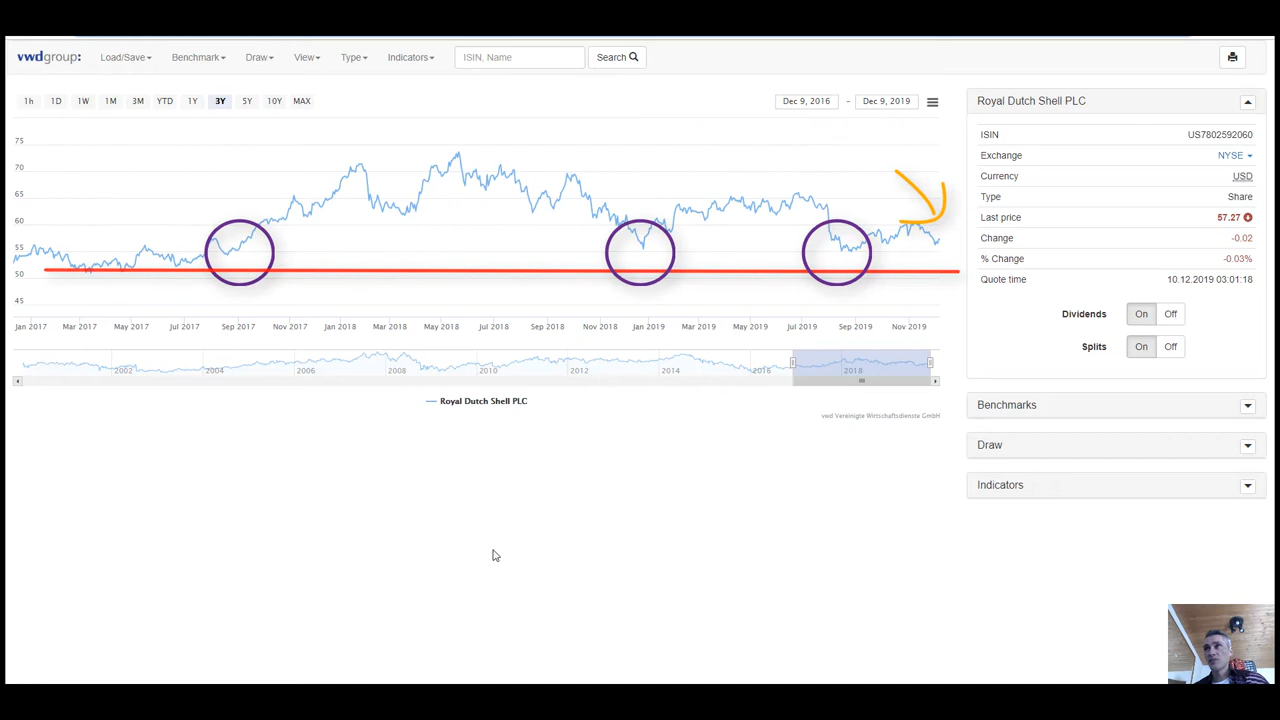 vwdgroup: Load/Save Benchmark Draw View Type Indicators ISIN, Name Search
1h 1D 1W 1M 3M YTD 1Y 3Y 5Y 10Y MAX Dec 9, 2016 - Dec 9, 2019
75
70
65
60
55
50
45
Jan 2017 Mar 2017 May 2017 Jul 2017 Sep 2017 Nov 2017 Jan 2018 Mar 2018 May 2018 Jul 2018 Sep 2018 Nov 2018 Jan 2019 Mar 2019 May 2019 Jul 2019 Sep 2019 Nov 2019
2002 2004 2006 2008 2010 2012 2014 2016 2018
Royal Dutch Shell PLC
vwd Vereinigte Wirtschaftsdienste GmbH
Royal Dutch Shell PLC
ISIN US7802592060
Exchange NYSE
Currency USD
Type Share
Last price 57.27
Change -0.02
% Change -0.03%
Quote time 10.12.2019 03:01:18
Dividends On Off
Splits On Off
Benchmarks
Draw
Indicators